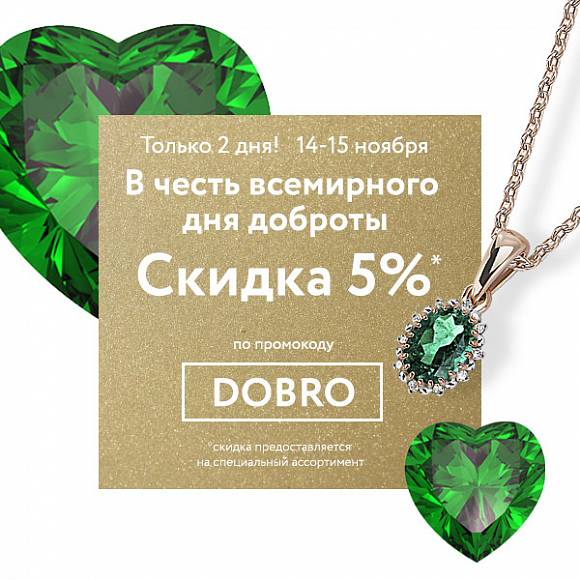 Только 2 дня! 14-15 ноября
В честь всемирного
дня доброты
Скидка 5%*
по промокоду
DOBRO
*скидка предоставляется
на специальный ассортимент